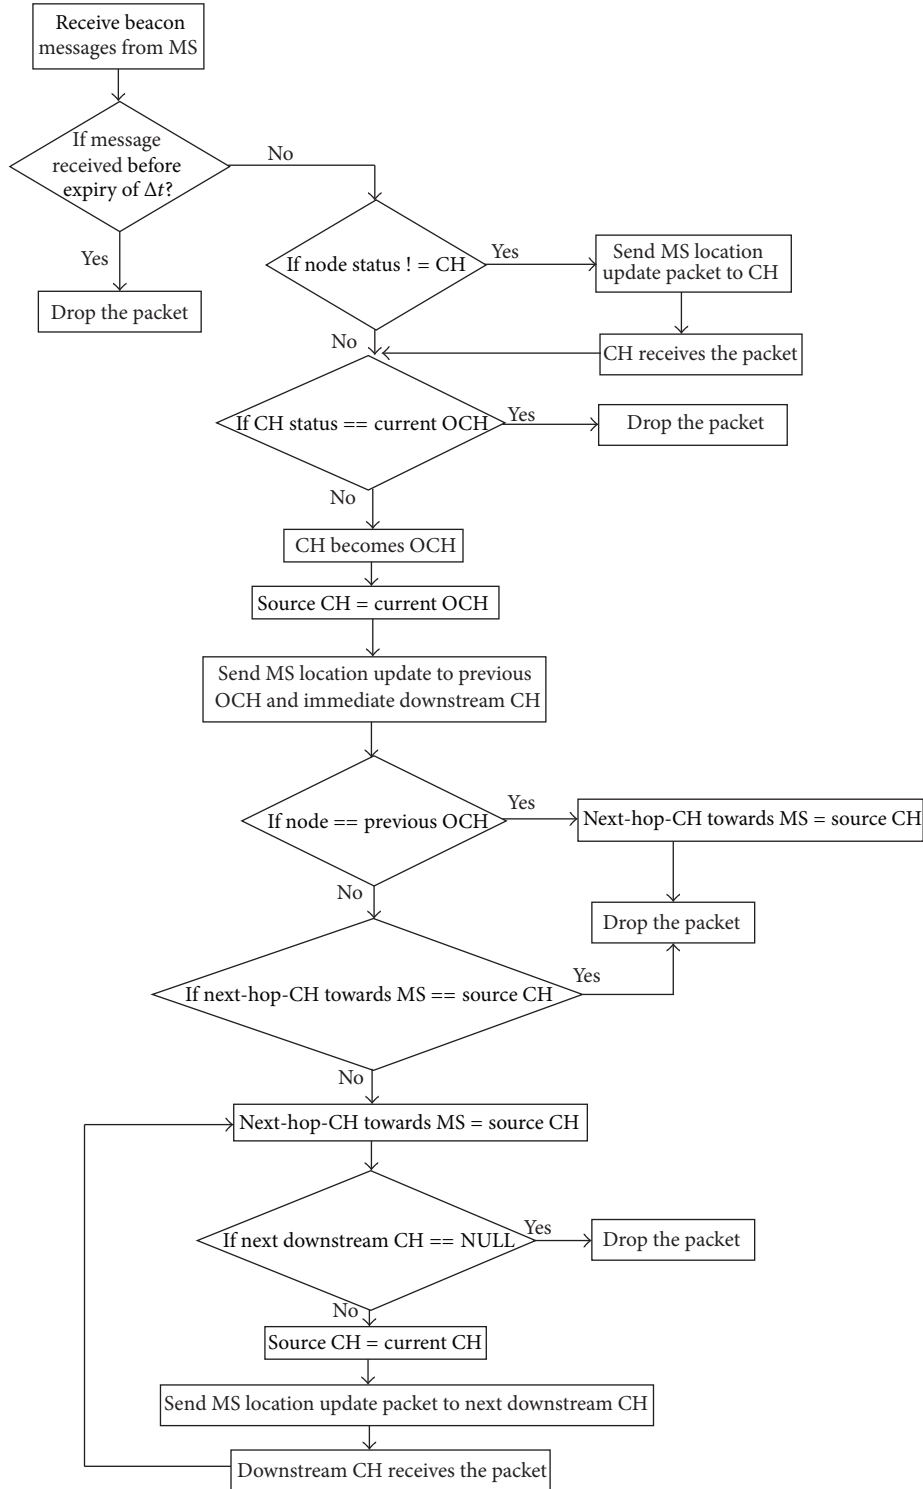 Receive beacon
messages from MS
If message
received before
expiry of Δt?
No
Yes
Drop the packet
If node status ! = CH
Yes
Send MS location
update packet to CH
No
CH receives the packet
If CH status == current OCH
Yes
Drop the packet
No
CH becomes OCH
Source CH = current OCH
Send MS location update to previous
OCH and immediate downstream CH
If node == previous OCH
Yes
Next-hop-CH towards MS = source CH
No
Drop the packet
If next-hop-CH towards MS == source CH
Yes
No
Next-hop-CH towards MS = source CH
If next downstream CH == NULL
Yes
Drop the packet
No
Source CH = current CH
Send MS location update packet to next downstream CH
Downstream CH receives the packet